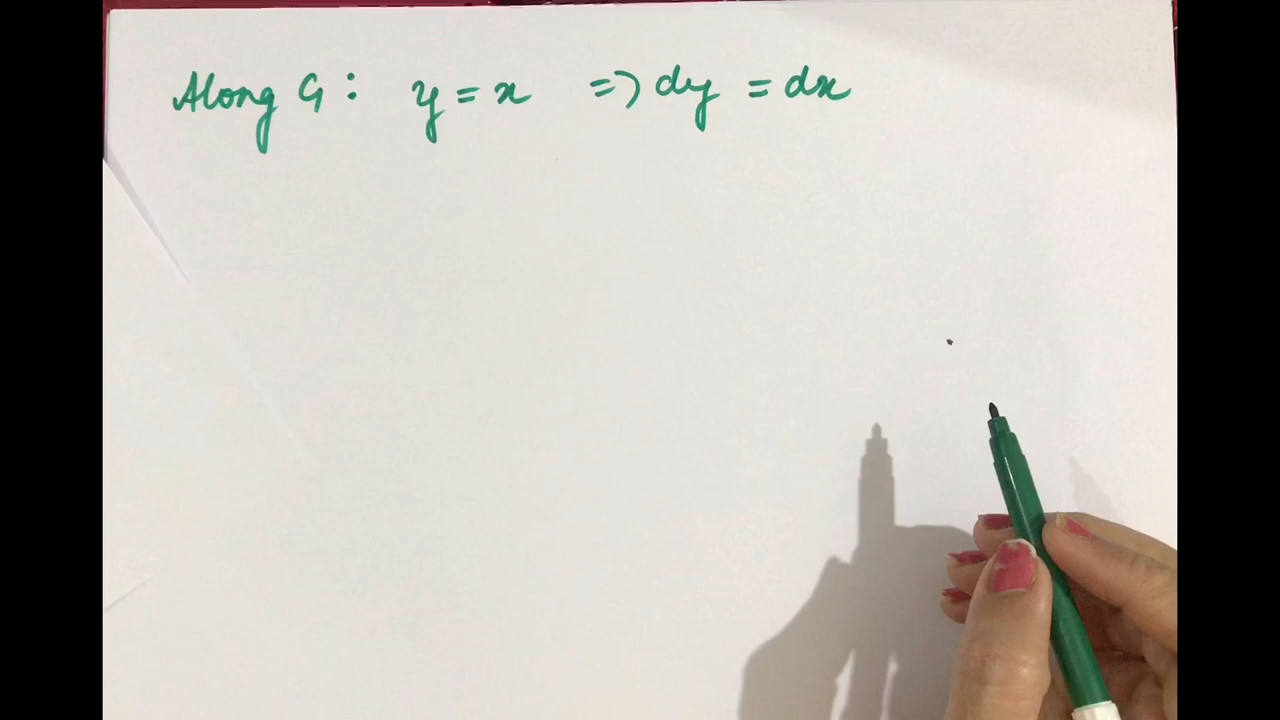 Along C₁ : y = x => dy = dx